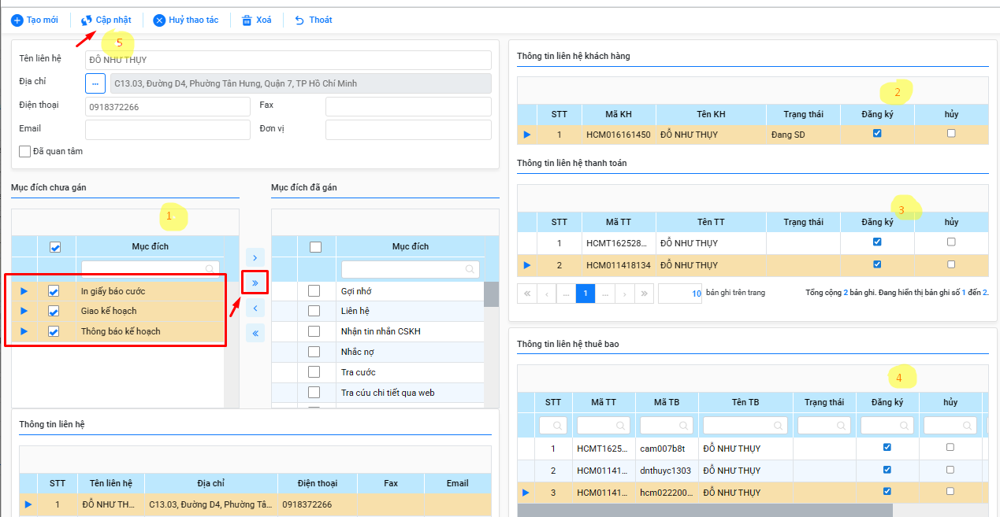 Tạo mới Cập nhật Huỷ thao tác Xoá Thoát
5
Tên liên hệ ĐỖ NHƯ THỤY
Địa chỉ ... C13.03, Đường D4, Phường Tân Hưng, Quận 7, TP Hồ Chí Minh
Điện thoại 0918372266 Fax
Email Đơn vị
Đã quan tâm
Mục đích chưa gán
1
Mục đích
In giấy báo cước
Giao kế hoạch
Thông báo kế hoạch
› » ‹ «
Mục đích đã gán
Mục đích
Gợi nhớ
Liên hệ
Nhận tin nhắn CSKH
Nhắc nợ
Tra cước
Tra cứu chi tiết qua web
Thông tin liên hệ
STT Tên liên hệ Địa chỉ Điện thoại Fax Email
1 ĐỖ NHƯ TH... C13.03, Đường D4, Phường Tâ... 0918372266
Thông tin liên hệ khách hàng
2
STT Mã KH Tên KH Trạng thái Đăng ký hủy
1 HCM016161450 ĐỖ NHƯ THỤY Đang SD
Thông tin liên hệ thanh toán
3
STT Mã TT Tên TT Trạng thái Đăng ký hủy
1 HCMT162528... ĐỖ NHƯ THỤY
2 HCM011418134 ĐỖ NHƯ THỤY
« ‹ ... 1 ... › » 10 bản ghi trên trang Tổng cộng 2 bản ghi. Đang hiển thị bản ghi số 1 đến 2.
Thông tin liên hệ thuê bao
4
STT Mã TT Mã TB Tên TB Trạng thái Đăng ký hủy
1 HCMT1625... cam007b8t ĐỖ NHƯ THỤY
2 HCM01141... dnthuyc1303 ĐỖ NHƯ THỤY
3 HCM01141... hcm022200... ĐỖ NHƯ THỤY